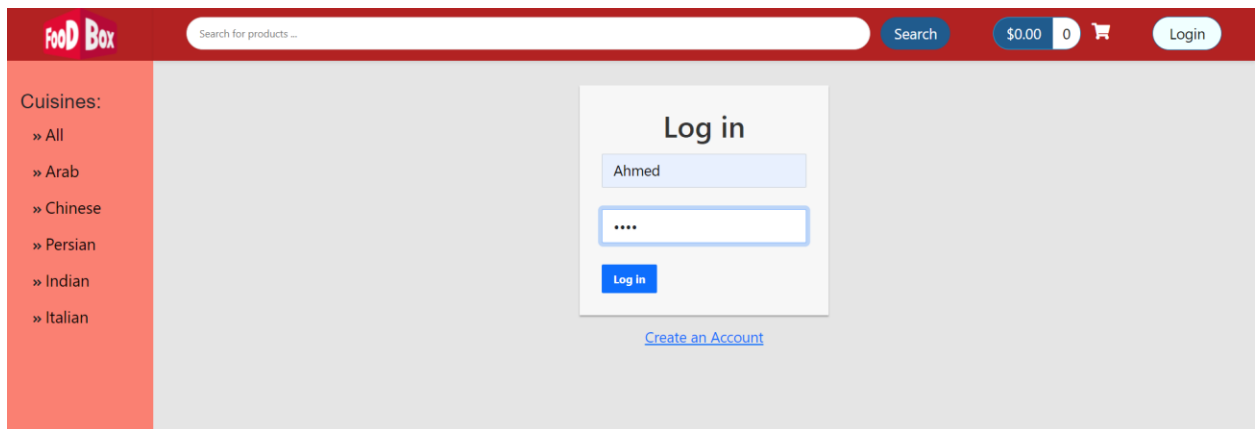 FooD Box
Search for products ...
Search
$0.00 0
Login
Cuisines:
» All
» Arab
» Chinese
» Persian
» Indian
» Italian
Log in
Ahmed
••••
Log in
Create an Account